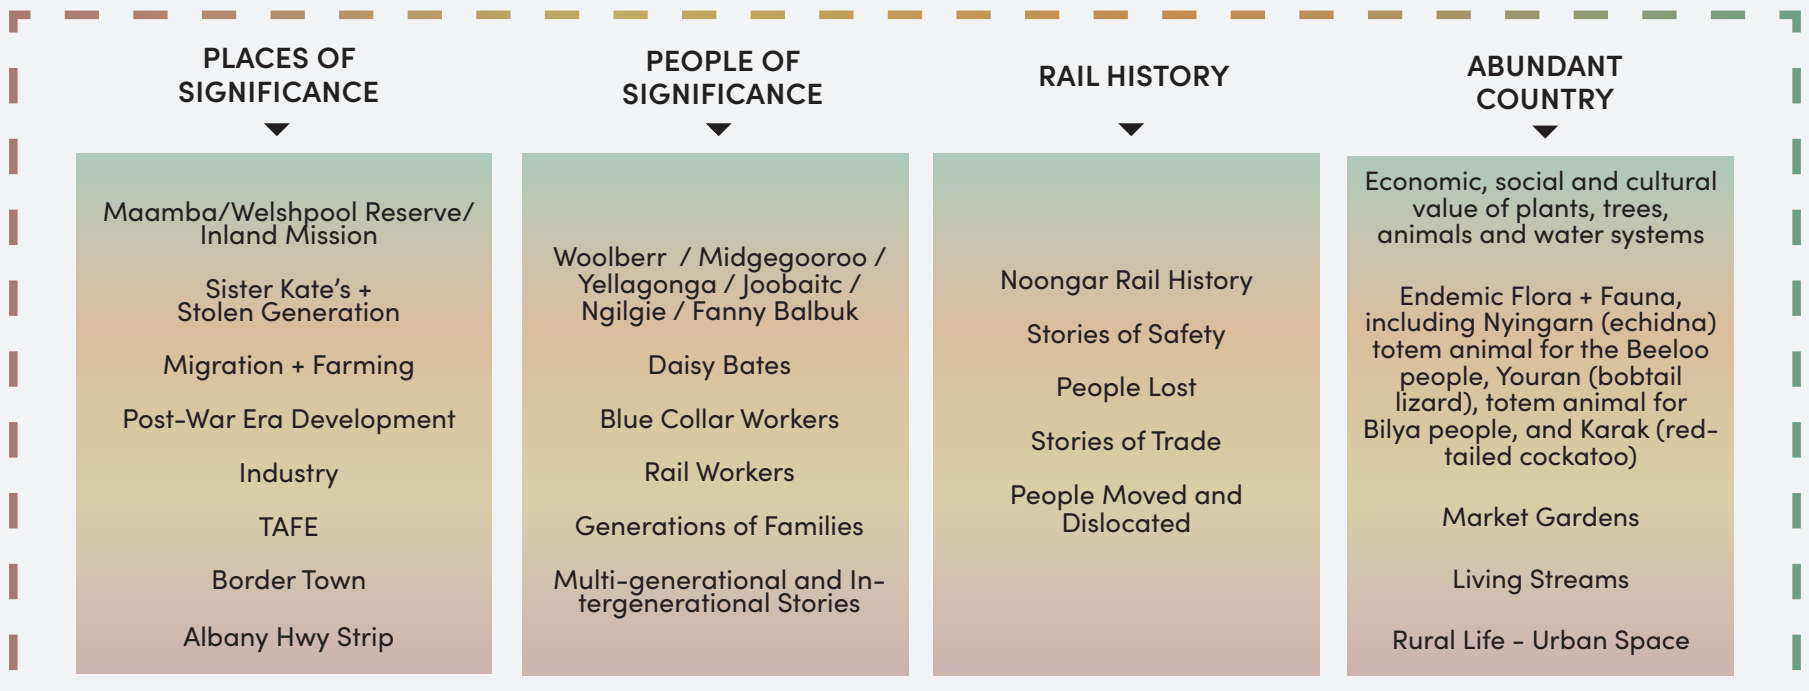 PLACES OF
SIGNIFICANCE
Maamba/Welshpool Reserve/
Inland Mission
Sister Kate's +
Stolen Generation
Migration + Farming
Post-War Era Development
Industry
TAFE
Border Town
Albany Hwy Strip
PEOPLE OF
SIGNIFICANCE
Woolberr / Midgegooroo /
Yellagonga / Joobaitc /
Ngilgie / Fanny Balbuk
Daisy Bates
Blue Collar Workers
Rail Workers
Generations of Families
Multi-generational and In-
tergenerational Stories
RAIL HISTORY
Noongar Rail History
Stories of Safety
People Lost
Stories of Trade
People Moved and
Dislocated
ABUNDANT
COUNTRY
Economic, social and cultural
value of plants, trees,
animals and water systems
Endemic Flora + Fauna,
including Nyingarn (echidna)
totem animal for the Beeloo
people, Youran (bobtail
lizard), totem animal for
Bilya people, and Karak (red-
tailed cockatoo)
Market Gardens
Living Streams
Rural Life - Urban Space